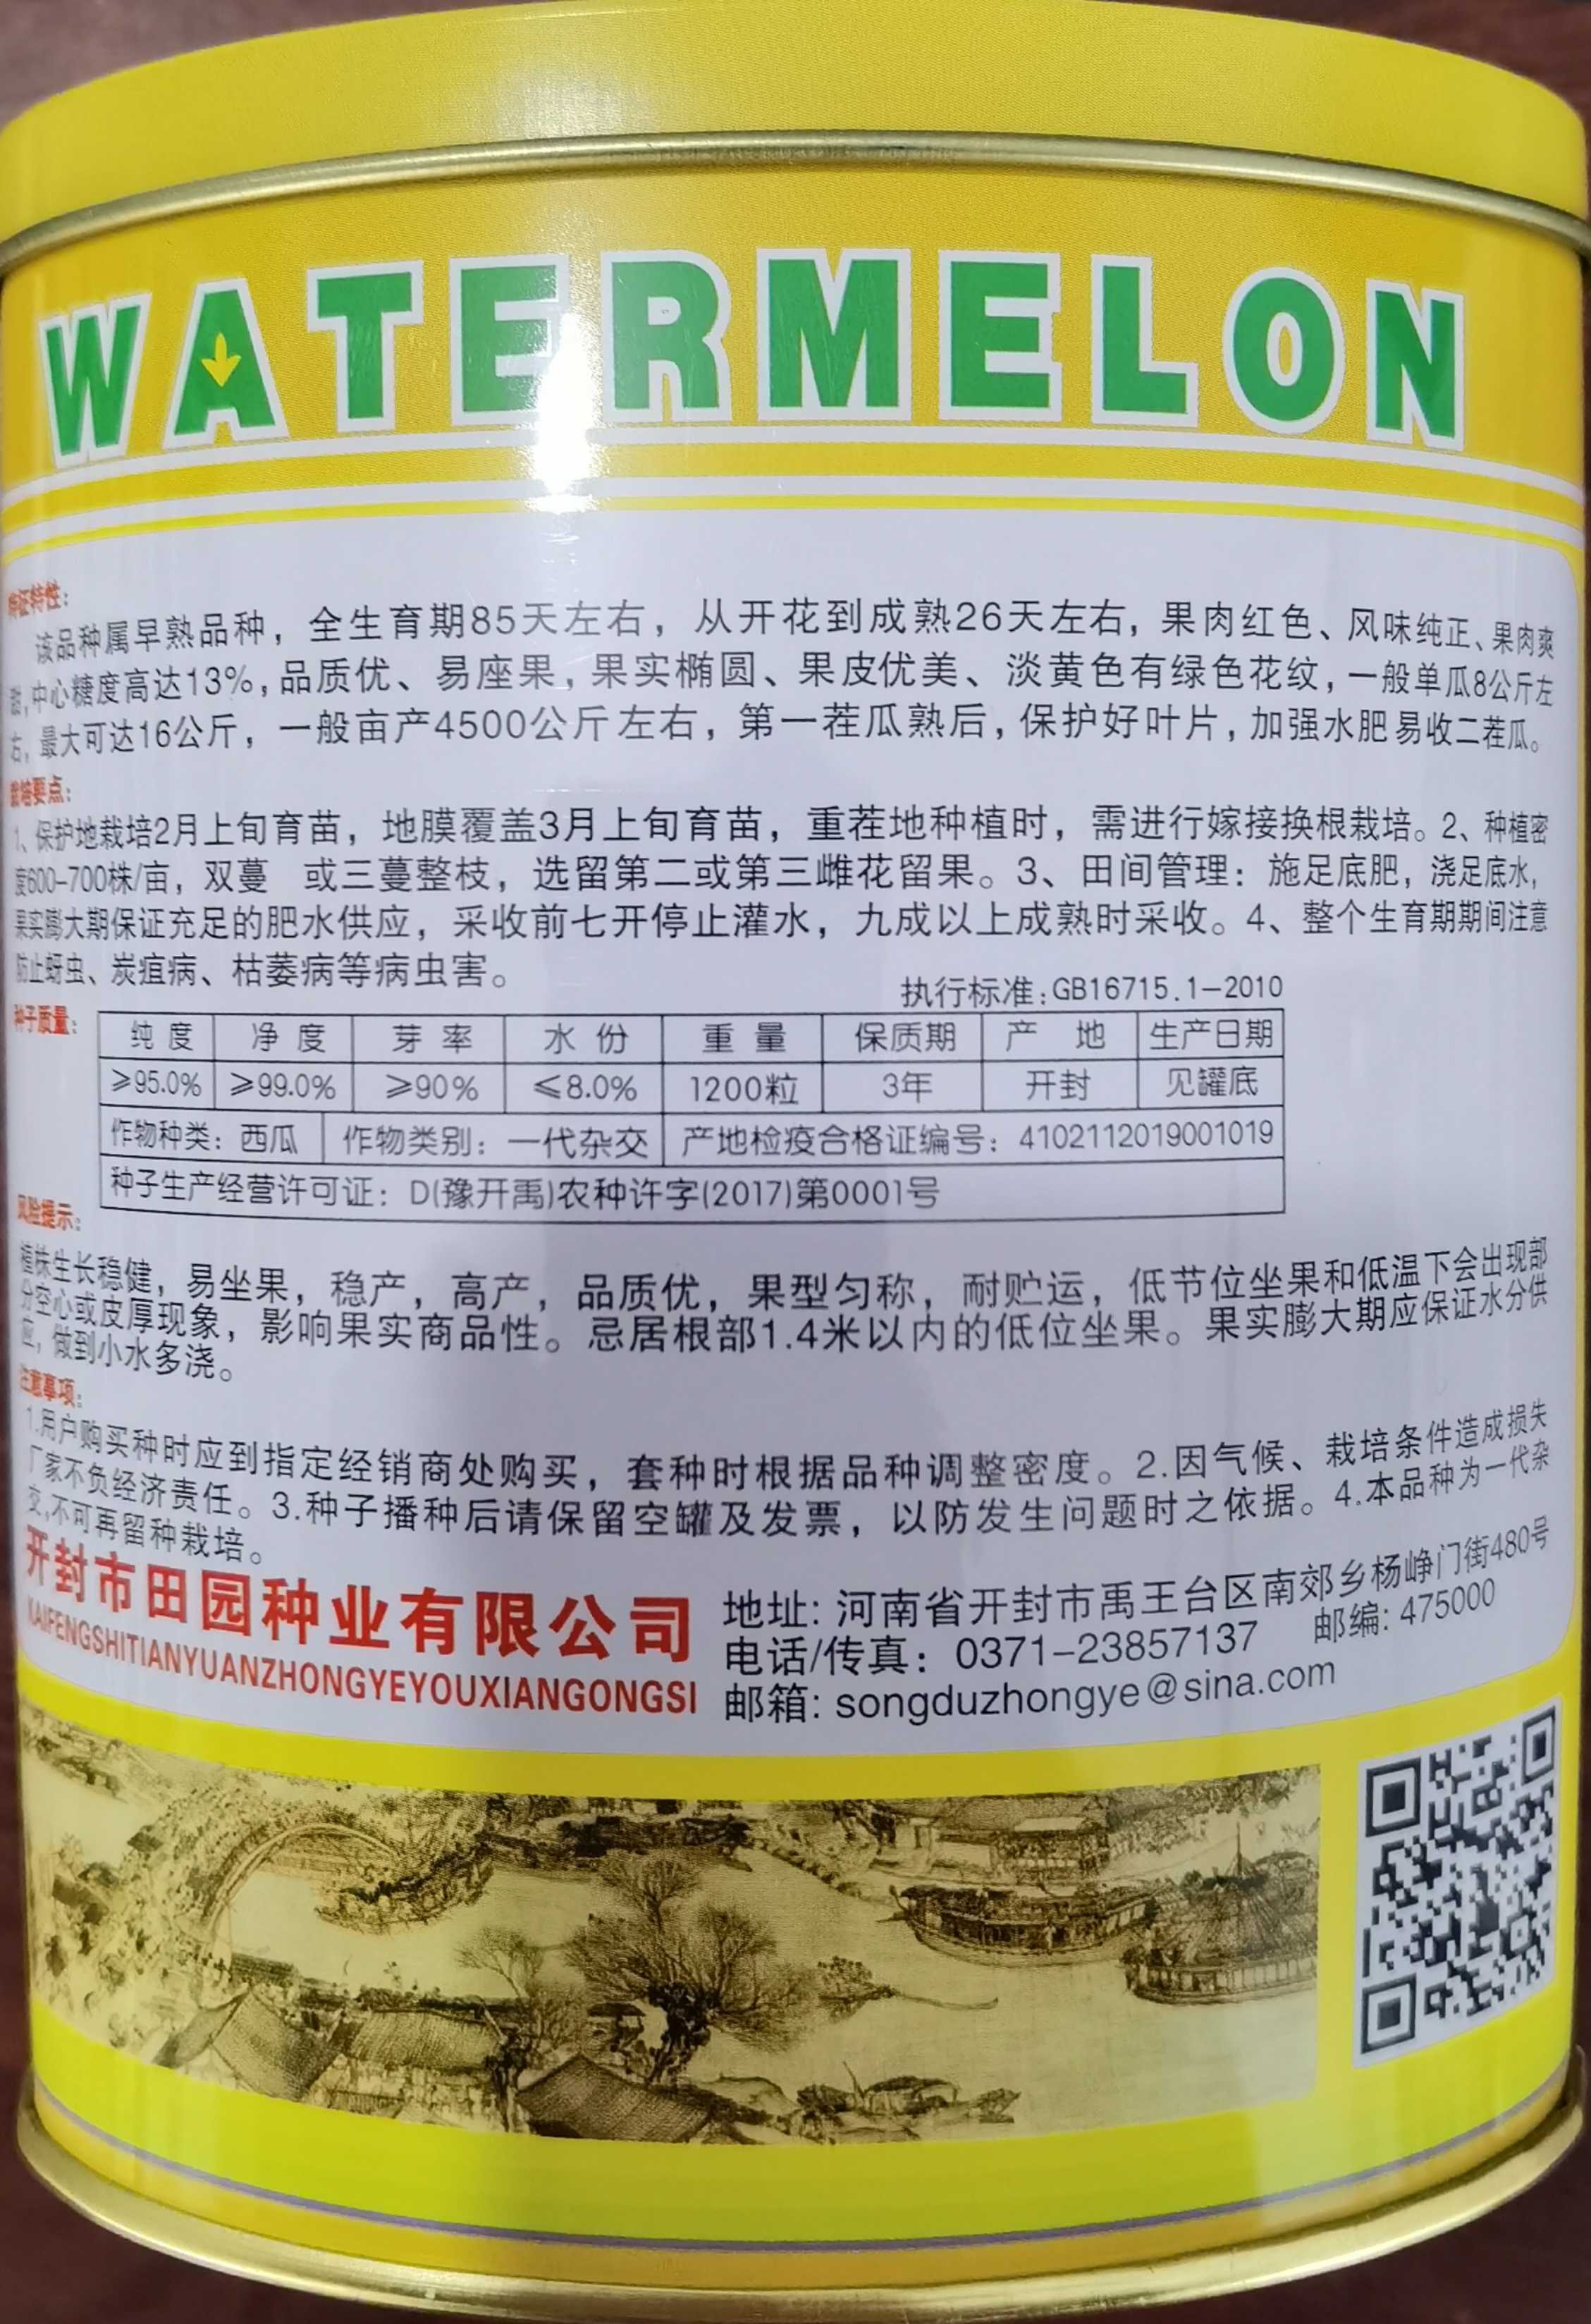 WATERMELON
特征特性：
该品种属早熟品种，全生育期85天左右，从开花到成熟26天左右，果肉红色、风味纯正、果肉爽
甜，中心糖度高达13%，品质优、易座果，果实椭圆、果皮优美、淡黄色有绿色花纹，一般单瓜8公斤左
右，最大可达16公斤，一般亩产4500公斤左右，第一茬瓜熟后，保护好叶片，加强水肥易收二茬瓜。
栽培要点：
1、保护地栽培2月上旬育苗，地膜覆盖3月上旬育苗，重茬地种植时，需进行嫁接换根栽培。2、种植密
度600-700株/亩，双蔓 或三蔓整枝，选留第二或第三雌花留果。3、田间管理：施足底肥，浇足底水，
果实膨大期保证充足的肥水供应，采收前七开停止灌水，九成以上成熟时采收。4、整个生育期期间注意
防止蚜虫、炭疽病、枯萎病等病虫害。
执行标准：GB16715.1-2010
种子质量：
纯度 净度 芽率 水份 重量 保质期 产地 生产日期
≥95.0% ≥99.0% ≥90% ≤8.0% 1200粒 3年 开封 见罐底
作物种类：西瓜 作物类别：一代杂交 产地检疫合格证编号：4102112019001019
种子生产经营许可证：D(豫开禹)农种许字(2017)第0001号
风险提示：
植株生长稳健，易坐果，稳产，高产，品质优，果型匀称，耐贮运，低节位坐果和低温下会出现部
分空心或皮厚现象，影响果实商品性。忌居根部1.4米以内的低位坐果。果实膨大期应保证水分供
应，做到小水多浇。
注意事项：
1.用户购买种时应到指定经销商处购买，套种时根据品种调整密度。2.因气候、栽培条件造成损失
厂家不负经济责任。3.种子播种后请保留空罐及发票，以防发生问题时之依据。4.本品种为一代杂
交，不可再留种栽培。
开封市田园种业有限公司
KAIFENGSHITIANYUANZHONGYEYOUXIANGONGSI
地址：河南省开封市禹王台区南郊乡杨峥门街480号
电话/传真：0371-23857137 邮编：475000
邮箱：songduzhongye@sina.com